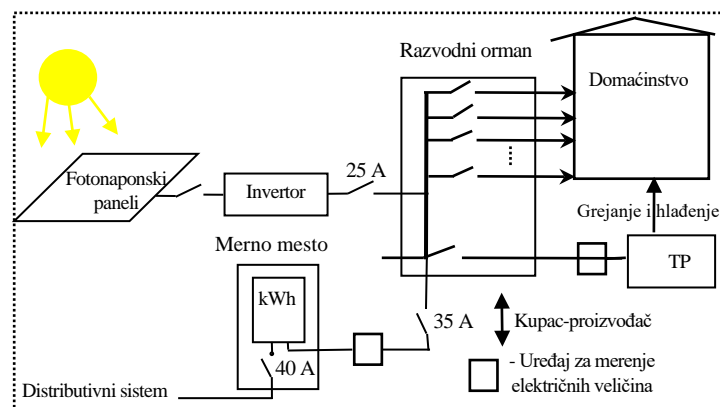 Razvodni orman
Domaćinstvo
25 A
Fotonaponski
paneli
Invertor
Grejanje i hlađenje
Merno mesto
TP
kWh
35 A
Kupac-proizvođač
40 A
- Uređaj za merenje
električnih veličina
Distributivni sistem